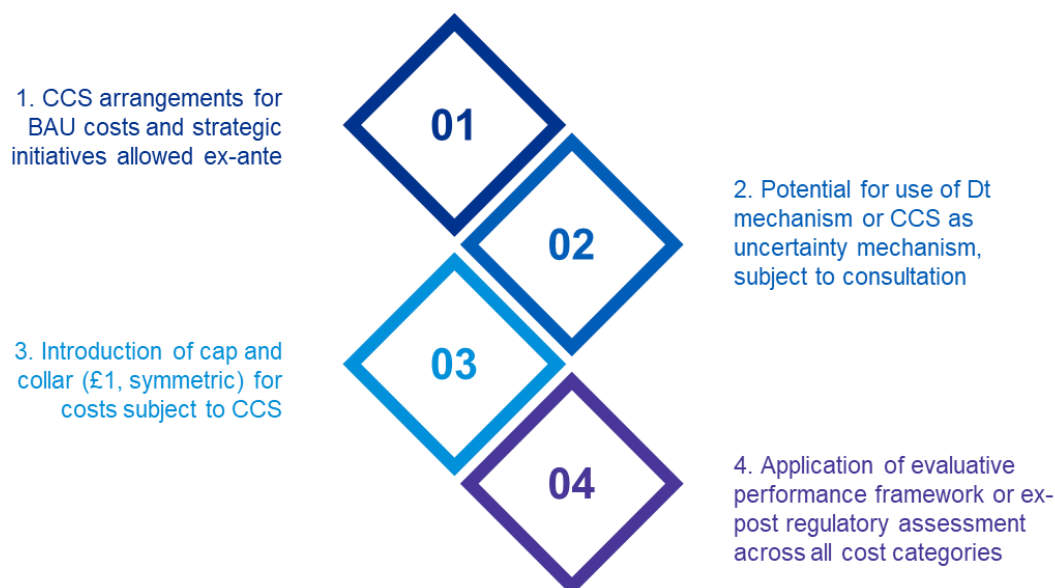 01
1. CCS arrangements for
BAU costs and strategic
initiatives allowed ex-ante
02
2. Potential for use of Dt
mechanism or CCS as
uncertainty mechanism,
subject to consultation
03
3. Introduction of cap and
collar (£1, symmetric) for
costs subject to CCS
04
4. Application of evaluative
performance framework or ex-
post regulatory assessment
across all cost categories